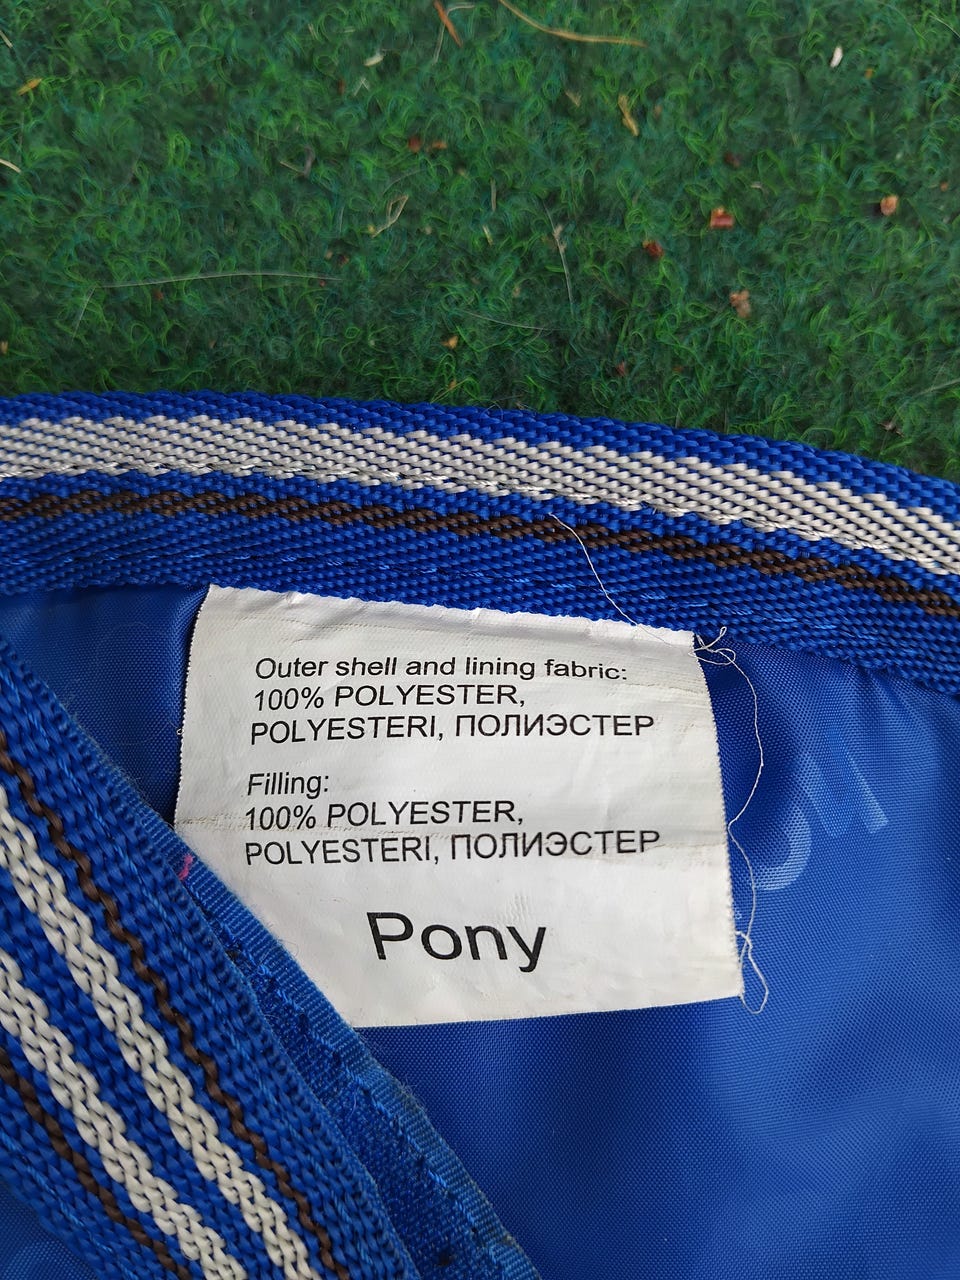 Outer shell and lining fabric:
100% POLYESTER,
POLYESTERI, ПОЛИЭСТЕР
Filling:
100% POLYESTER,
POLYESTERI, ПОЛИЭСТЕР
Pony